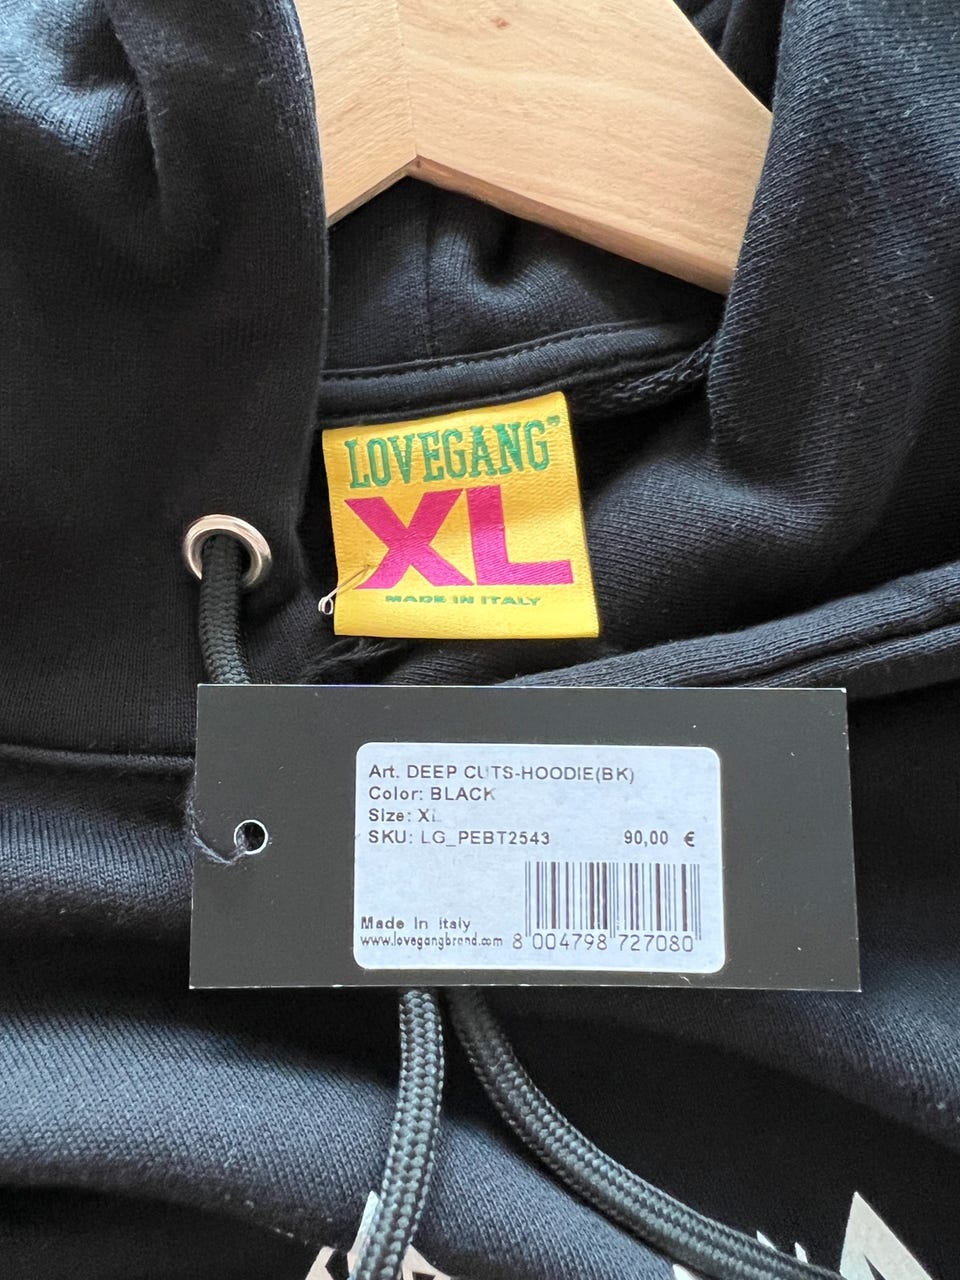 LOVEGANG™
XL
MADE IN ITALY
Art. DEEP CUTS-HOODIE(BK)
Color: BLACK
Size: XL
SKU: LG_PEBT2543 90,00 €
Made In Italy
www.lovegangbrand.com
8 004798 727080